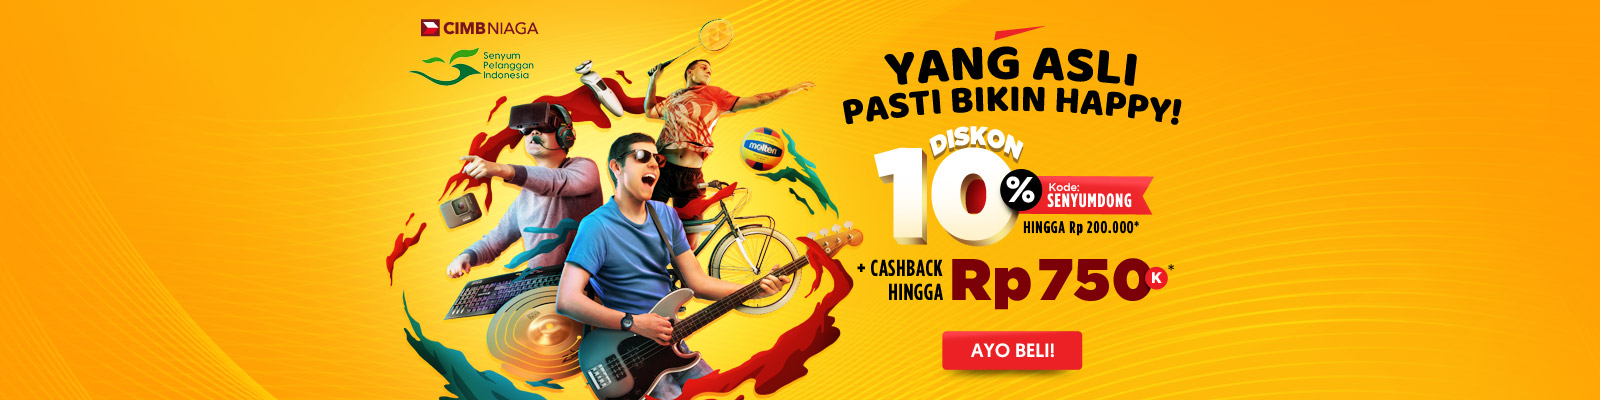 CIMB NIAGA
Senyum
Pelanggan
Indonesia
molten
YANG ASLI
PASTI BIKIN HAPPY!
DISKON
10%
Kode:
SENYUMDONG
HINGGA Rp 200.000*
+ CASHBACK
HINGGA
Rp 750K*
AYO BELI!